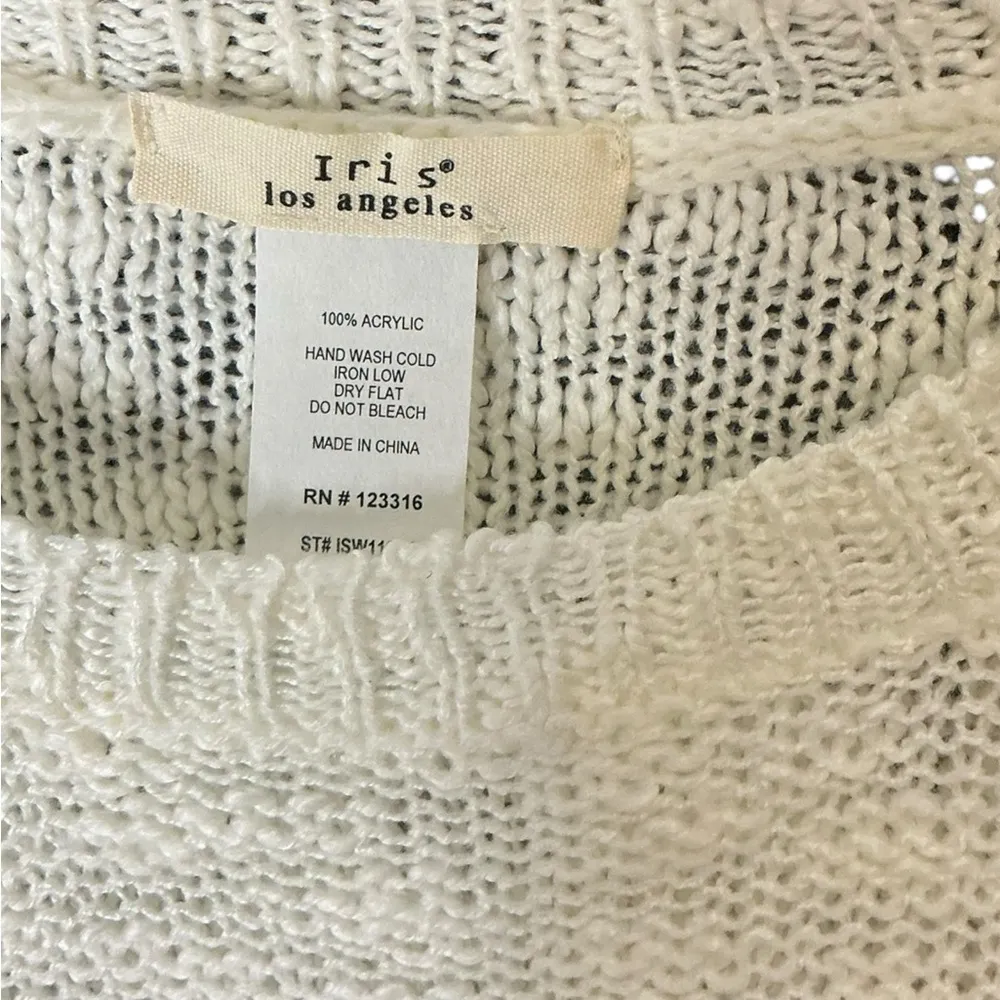 Iris®
los angeles
100% ACRYLIC
HAND WASH COLD
IRON LOW
DRY FLAT
DO NOT BLEACH
MADE IN CHINA
RN # 123316
ST#